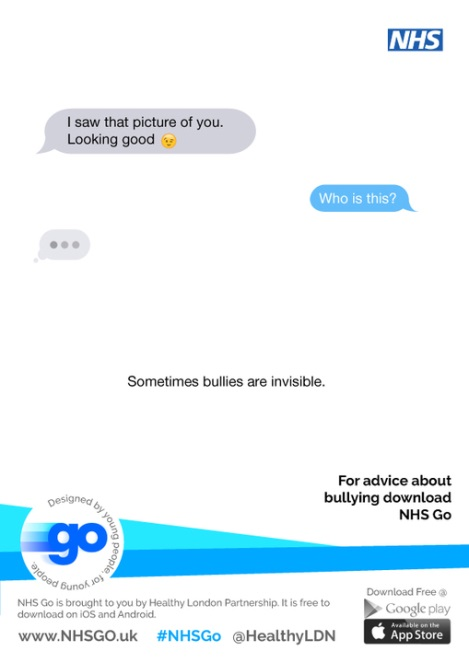 NHS
I saw that picture of you.
Looking good 😉
Who is this?
Sometimes bullies are invisible.
For advice about
bullying download
NHS Go
Designed by young people, for young people.
go
NHS Go is brought to you by Healthy London Partnership. It is free to
download on iOS and Android.
www.NHSGO.uk #NHSGo @HealthyLDN
Download Free @
Google play
Available on the
App Store